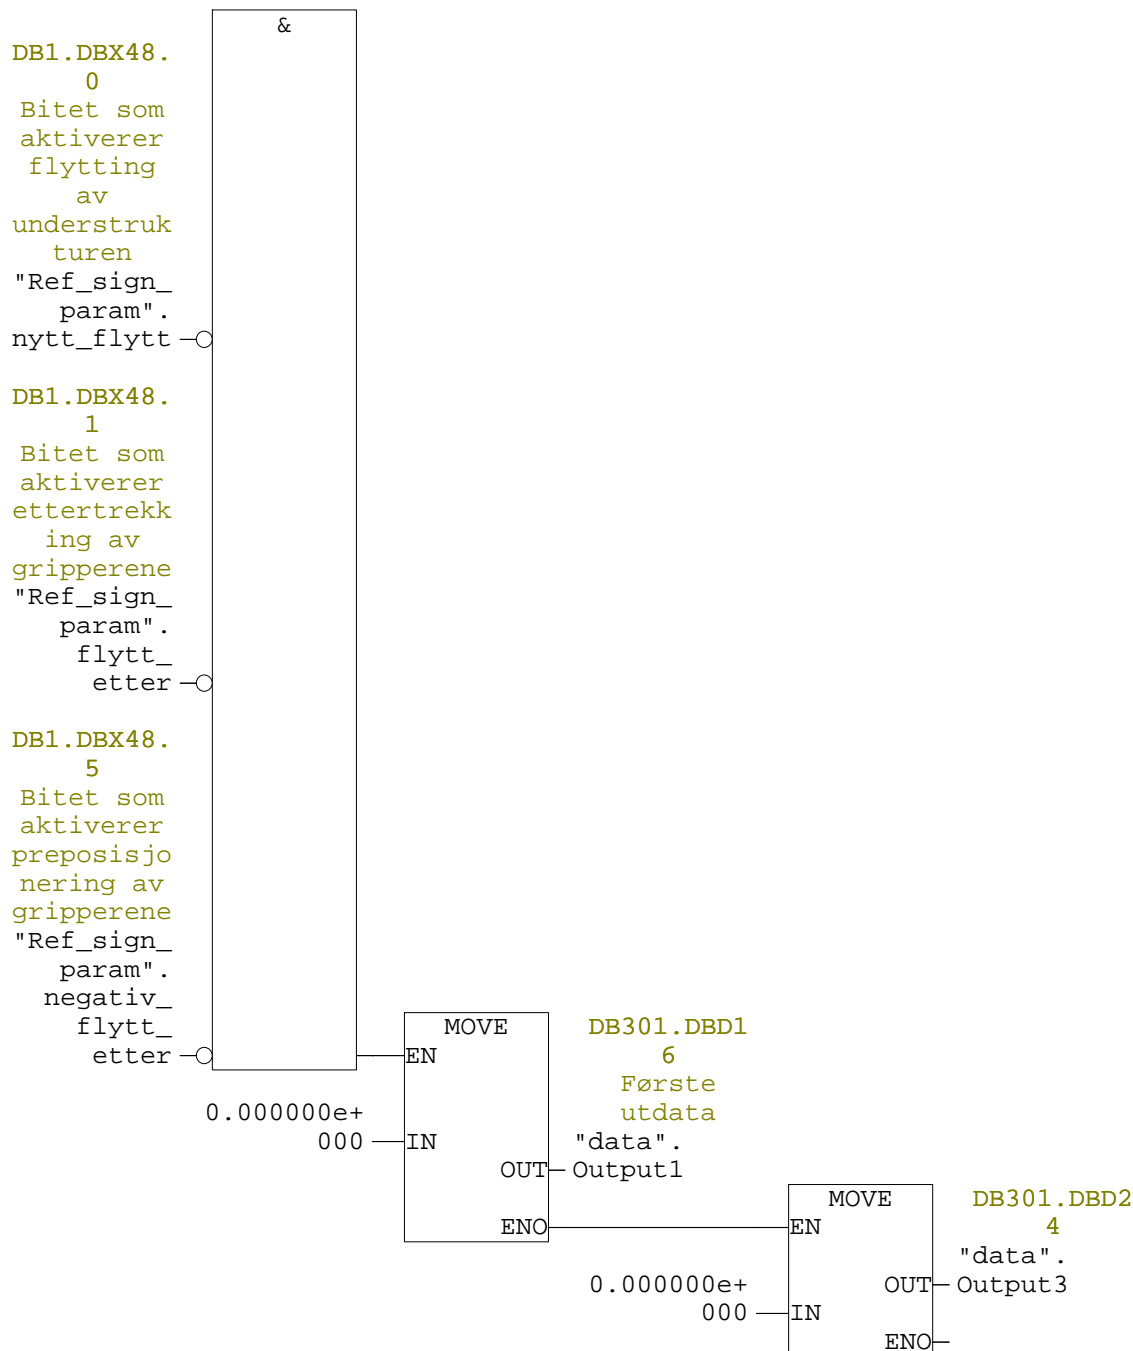 &
DB1.DBX48.
0
Bitet som
aktiverer
flytting
av
understruk
turen
"Ref_sign_
param".
nytt_flytt
DB1.DBX48.
1
Bitet som
aktiverer
ettertrekk
ing av
gripperene
"Ref_sign_
param".
flytt_
etter
DB1.DBX48.
5
Bitet som
aktiverer
preposisjo
nering av
gripperene
"Ref_sign_
param".
negativ_
flytt_
etter
MOVE
EN
0.000000e+
000
IN
OUT
ENO
DB301.DBD1
6
Første
utdata
"data".
Output1
MOVE
EN
0.000000e+
000
IN
OUT
ENO
DB301.DBD2
4
"data".
Output3